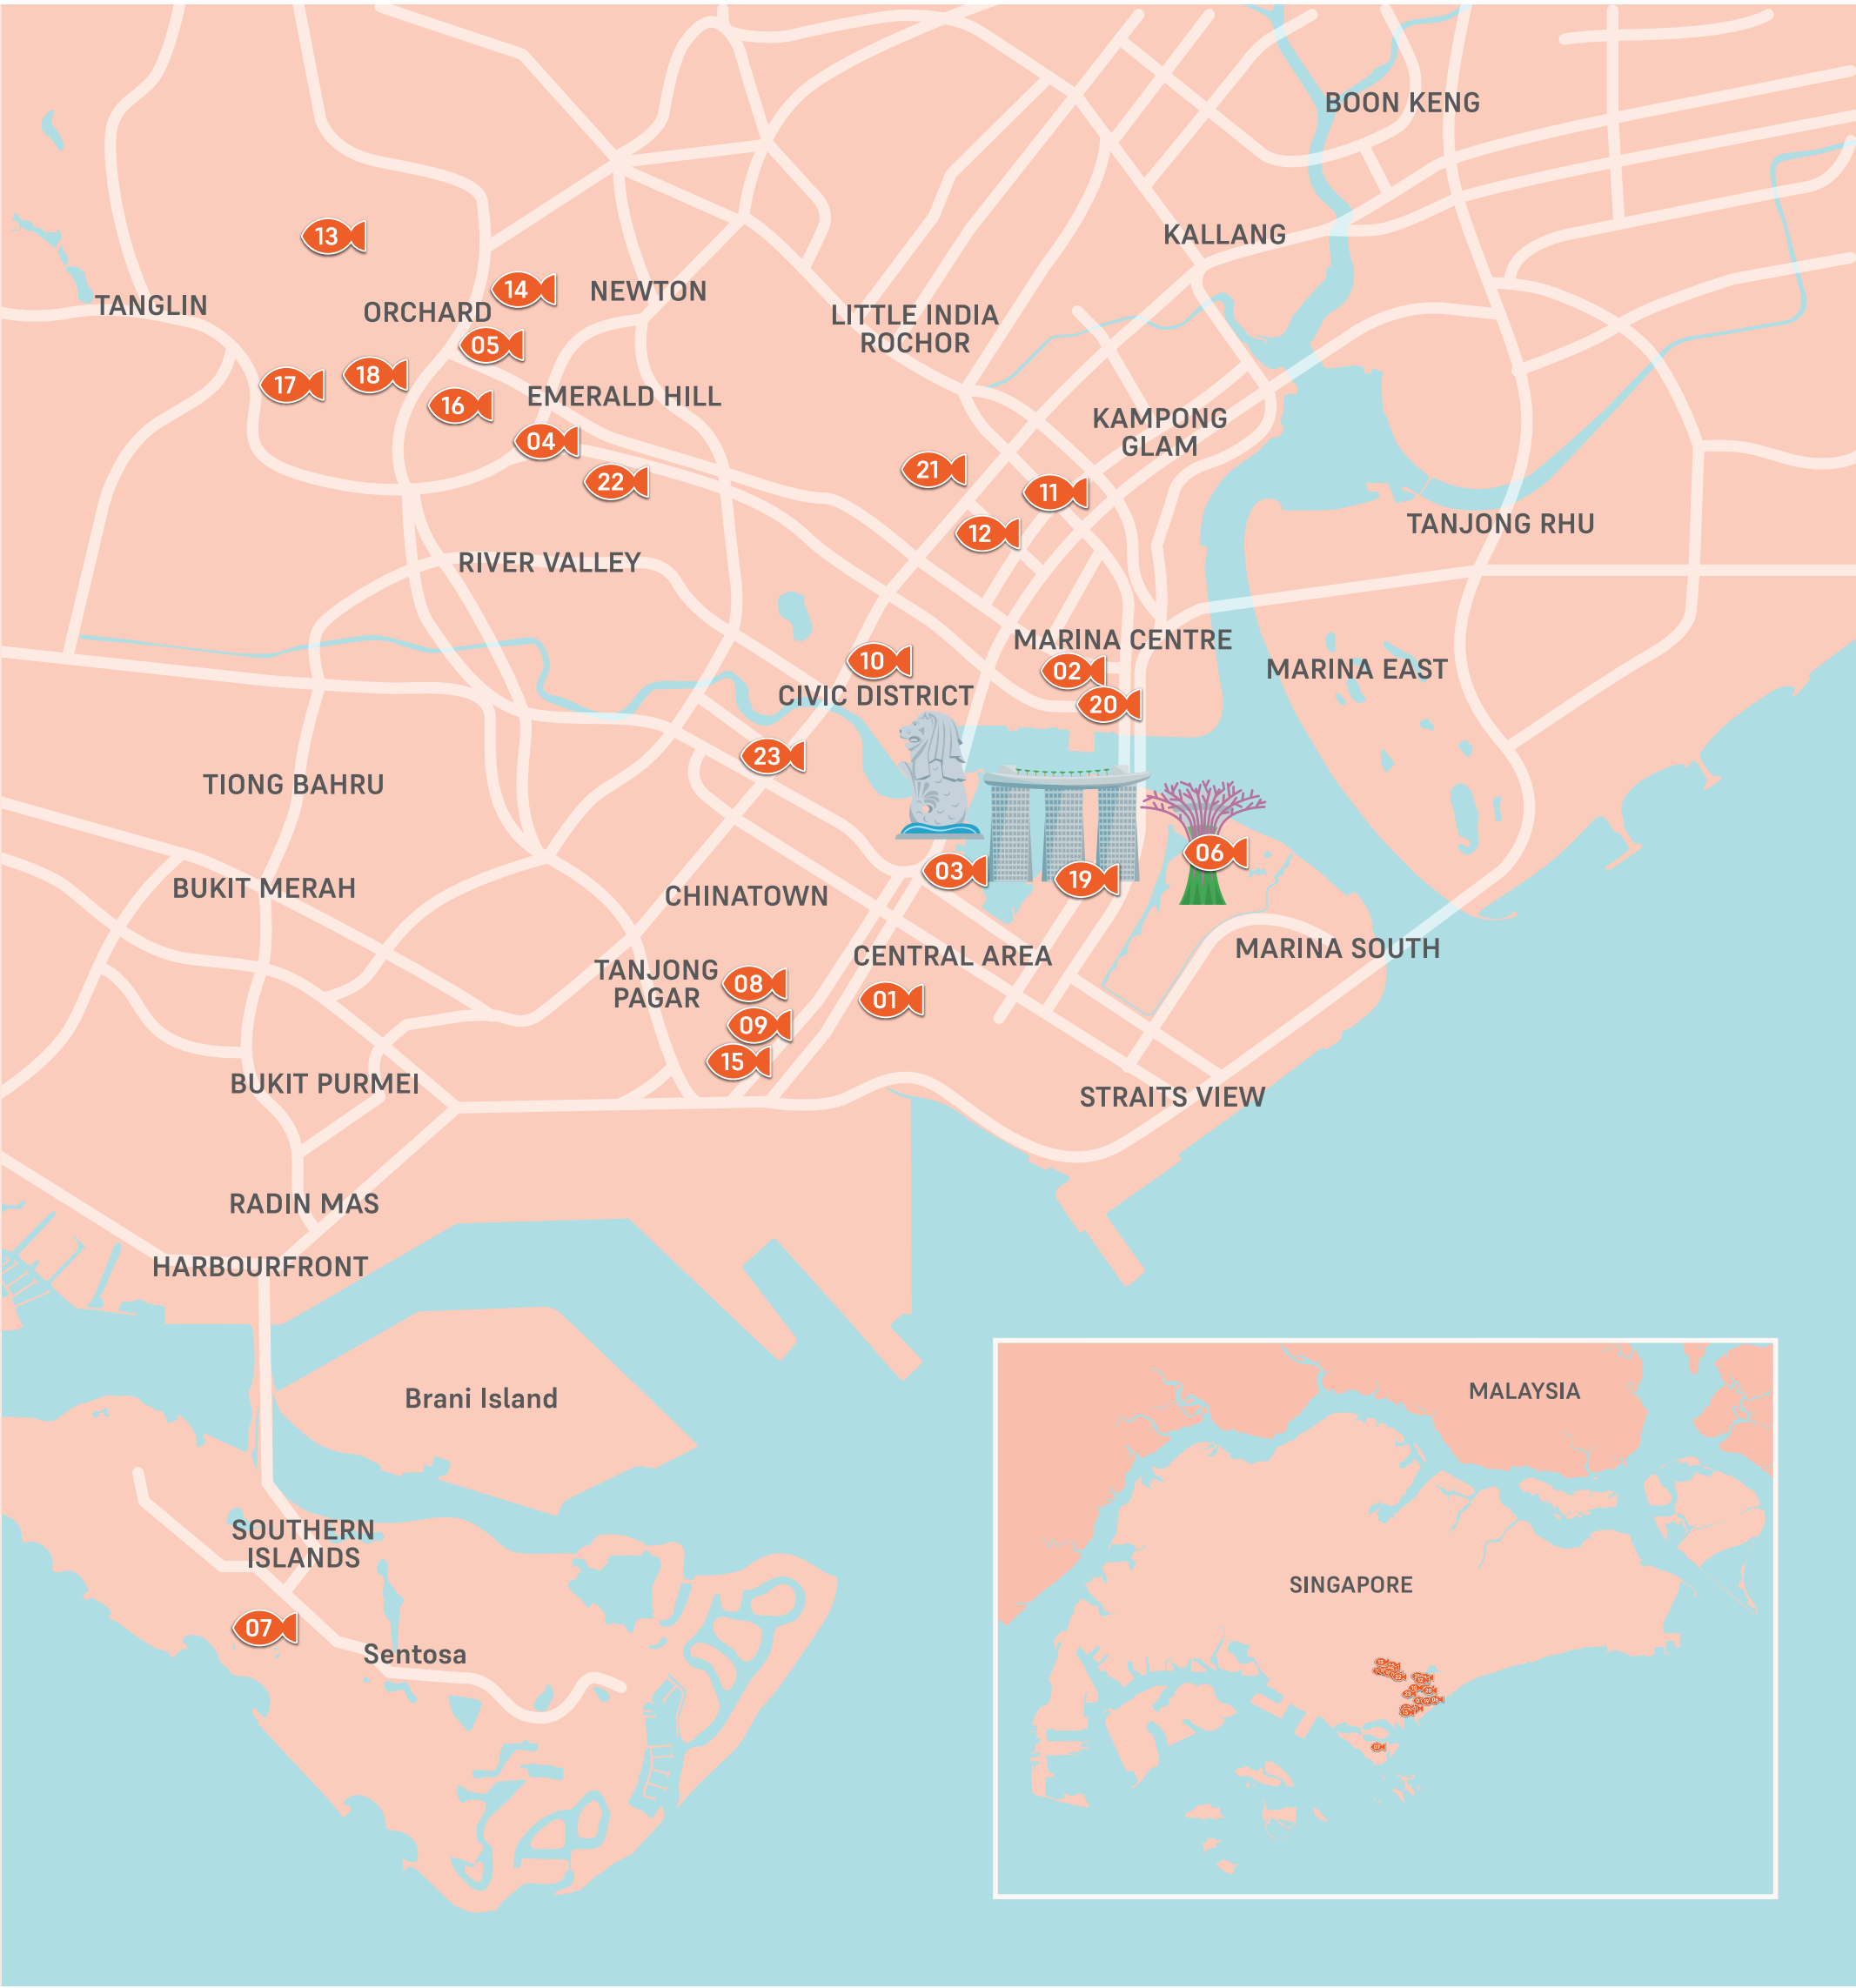 BOON KENG
KALLANG
13
14
NEWTON
TANGLIN
ORCHARD
LITTLE INDIA
ROCHOR
05
18
17
16
EMERALD HILL
KAMPONG
GLAM
04
22
21
11
12
TANJONG RHU
RIVER VALLEY
MARINA CENTRE
10
02
MARINA EAST
CIVIC DISTRICT
20
23
TIONG BAHRU
06
03
19
BUKIT MERAH
CHINATOWN
MARINA SOUTH
CENTRAL AREA
TANJONG
PAGAR
08
01
09
15
BUKIT PURMEI
STRAITS VIEW
RADIN MAS
HARBOURFRONT
Brani Island
MALAYSIA
SOUTHERN
ISLANDS
SINGAPORE
07
Sentosa